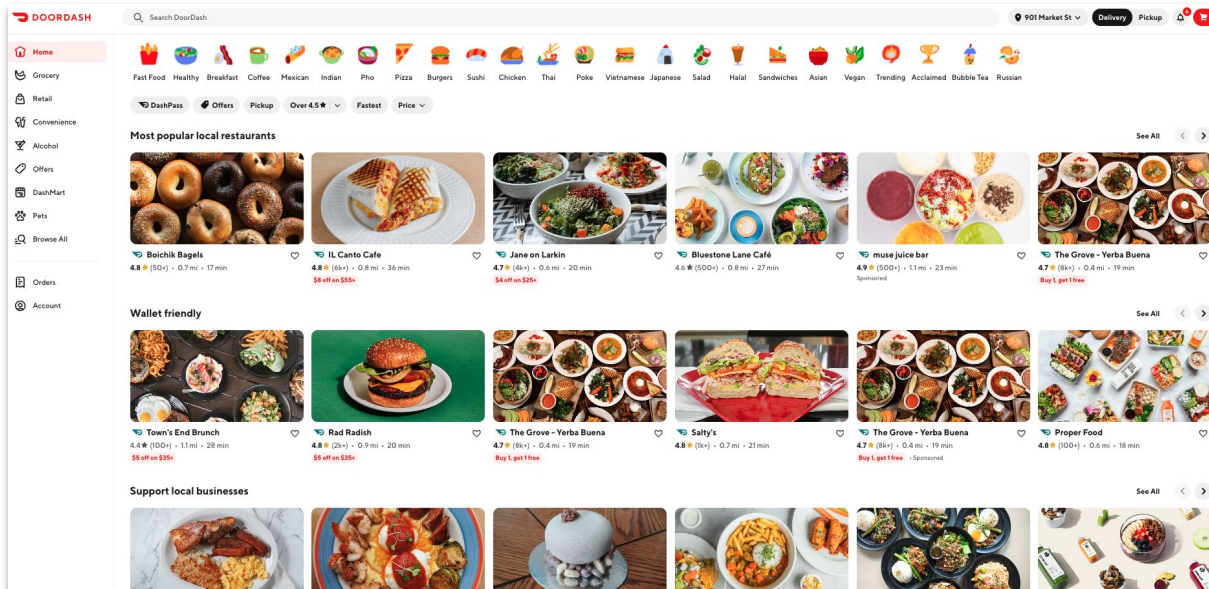 DOORDASH
Search DoorDash
901 Market St
Delivery Pickup
Home
Grocery
Retail
Convenience
Alcohol
Offers
DashMart
Pets
Browse All
Orders
Account
Fast Food Healthy Breakfast Coffee Mexican Indian Pho Pizza Burgers Sushi Chicken Thai Poke Vietnamese Japanese Salad Halal Sandwiches Asian Vegan Trending Acclaimed Bubble Tea Russian
DashPass Offers Pickup Over 4.5★ Fastest Price
Most popular local restaurants See All
Boichik Bagels
4.8★ (50+) • 0.7 mi • 17 min
IL Canto Cafe
4.8★ (6k+) • 0.8 mi • 36 min
$8 off on $55+
Jane on Larkin
4.7★ (4k+) • 0.6 mi • 20 min
$4 off on $25+
Bluestone Lane Café
4.6★ (500+) • 0.8 mi • 27 min
muse juice bar
4.9★ (500+) • 1.1 mi • 23 min
Sponsored
The Grove - Yerba Buena
4.7★ (8k+) • 0.4 mi • 19 min
Buy 1, get 1 free
Wallet friendly See All
Town's End Brunch
4.4★ (100+) • 1.1 mi • 28 min
$5 off on $35+
Rad Radish
4.8★ (2k+) • 0.9 mi • 20 min
$5 off on $35+
The Grove - Yerba Buena
4.7★ (8k+) • 0.4 mi • 19 min
Buy 1, get 1 free
Salty's
4.8★ (1k+) • 0.7 mi • 21 min
The Grove - Yerba Buena
4.7★ (8k+) • 0.4 mi • 19 min
Buy 1, get 1 free • Sponsored
Proper Food
4.8★ (100+) • 0.6 mi • 18 min
Support local businesses See All